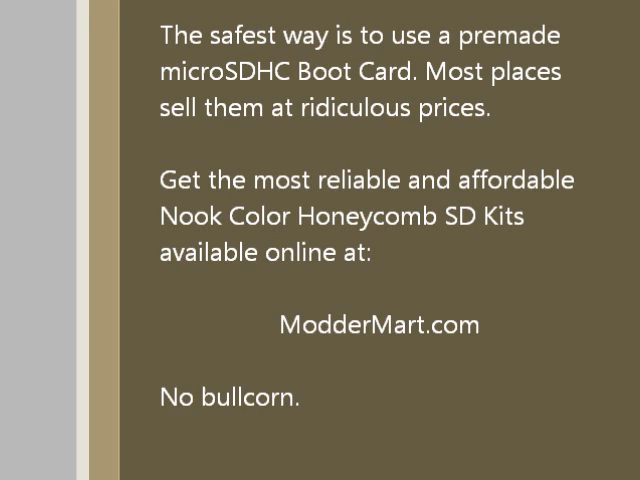 The safest way is to use a premade
microSDHC Boot Card. Most places
sell them at ridiculous prices.
Get the most reliable and affordable
Nook Color Honeycomb SD Kits
available online at:
ModderMart.com
No bullcorn.